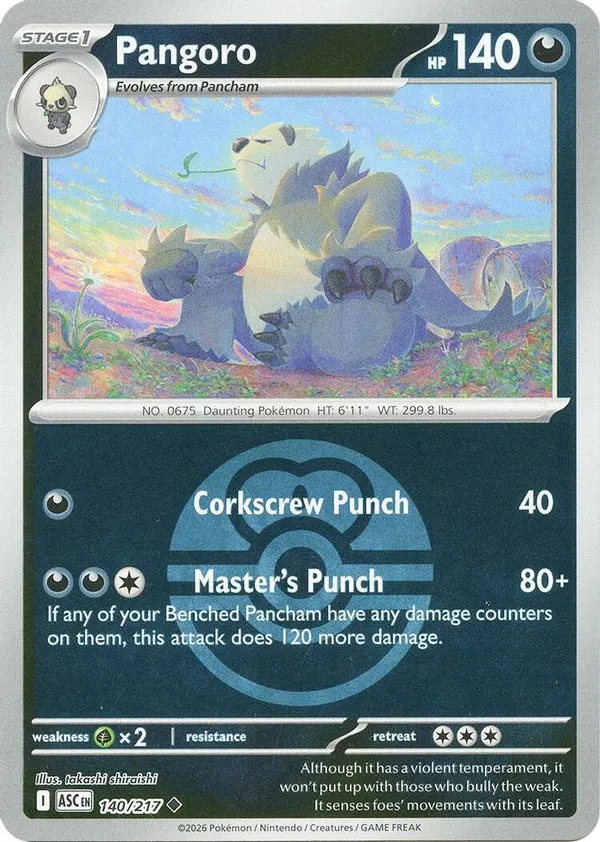 STAGE1
Pangoro
HP 140
Evolves from Pancham
NO. 0675 Daunting Pokémon HT: 6'11" WT: 299.8 lbs.
Corkscrew Punch 40
Master's Punch 80+
If any of your Benched Pancham have any damage counters
on them, this attack does 120 more damage.
weakness ×2 resistance retreat
Illus. takashi shiraishi
Although it has a violent temperament, it
won't put up with those who bully the weak.
It senses foes' movements with its leaf.
I ASC EN 140/217
©2026 Pokémon / Nintendo / Creatures / GAME FREAK